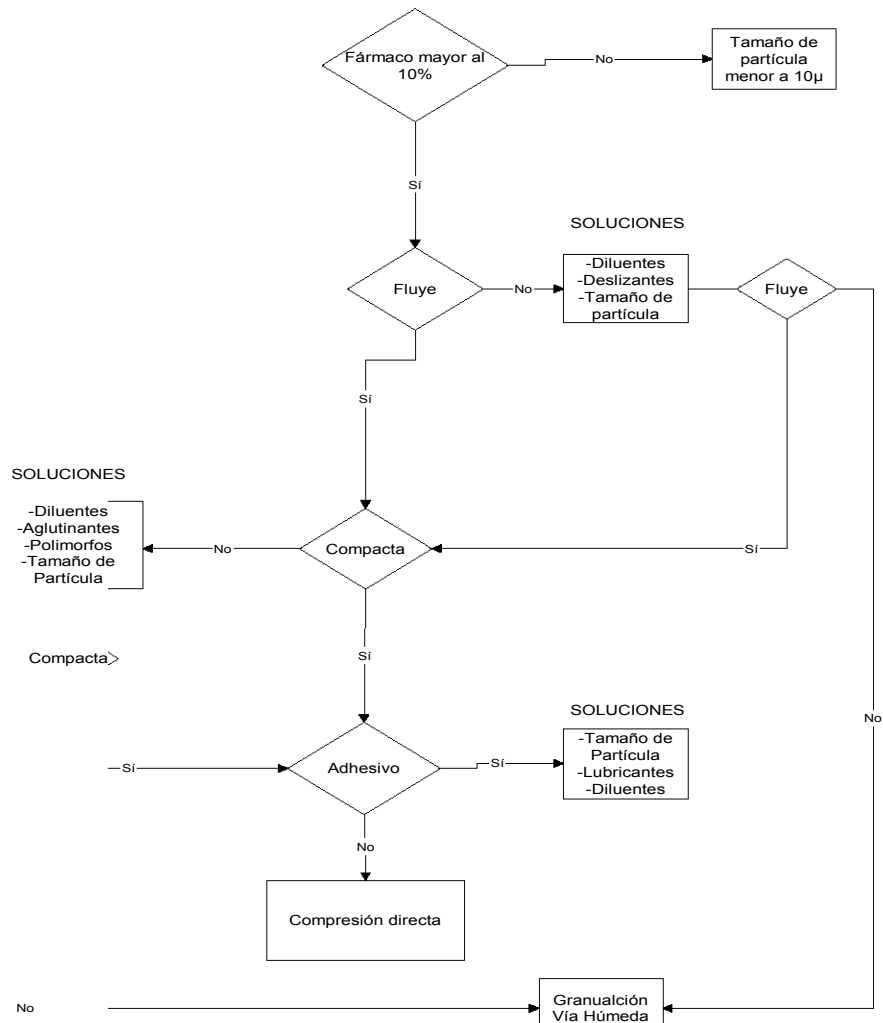 Fármaco mayor al
10%
No
Tamaño de
partícula
menor a 10µ
Sí
SOLUCIONES
Fluye
No
-Diluentes
-Deslizantes
-Tamaño de
partícula
Fluye
Sí
SOLUCIONES
-Diluentes
-Aglutinantes
-Polimorfos
-Tamaño de
Partícula
No
Compacta
Sí
Compacta
Sí
SOLUCIONES
No
Sí
Adhesivo
Sí
-Tamaño de
Partícula
-Lubricantes
-Diluentes
No
Compresión directa
No
Granualción
Vía Húmeda